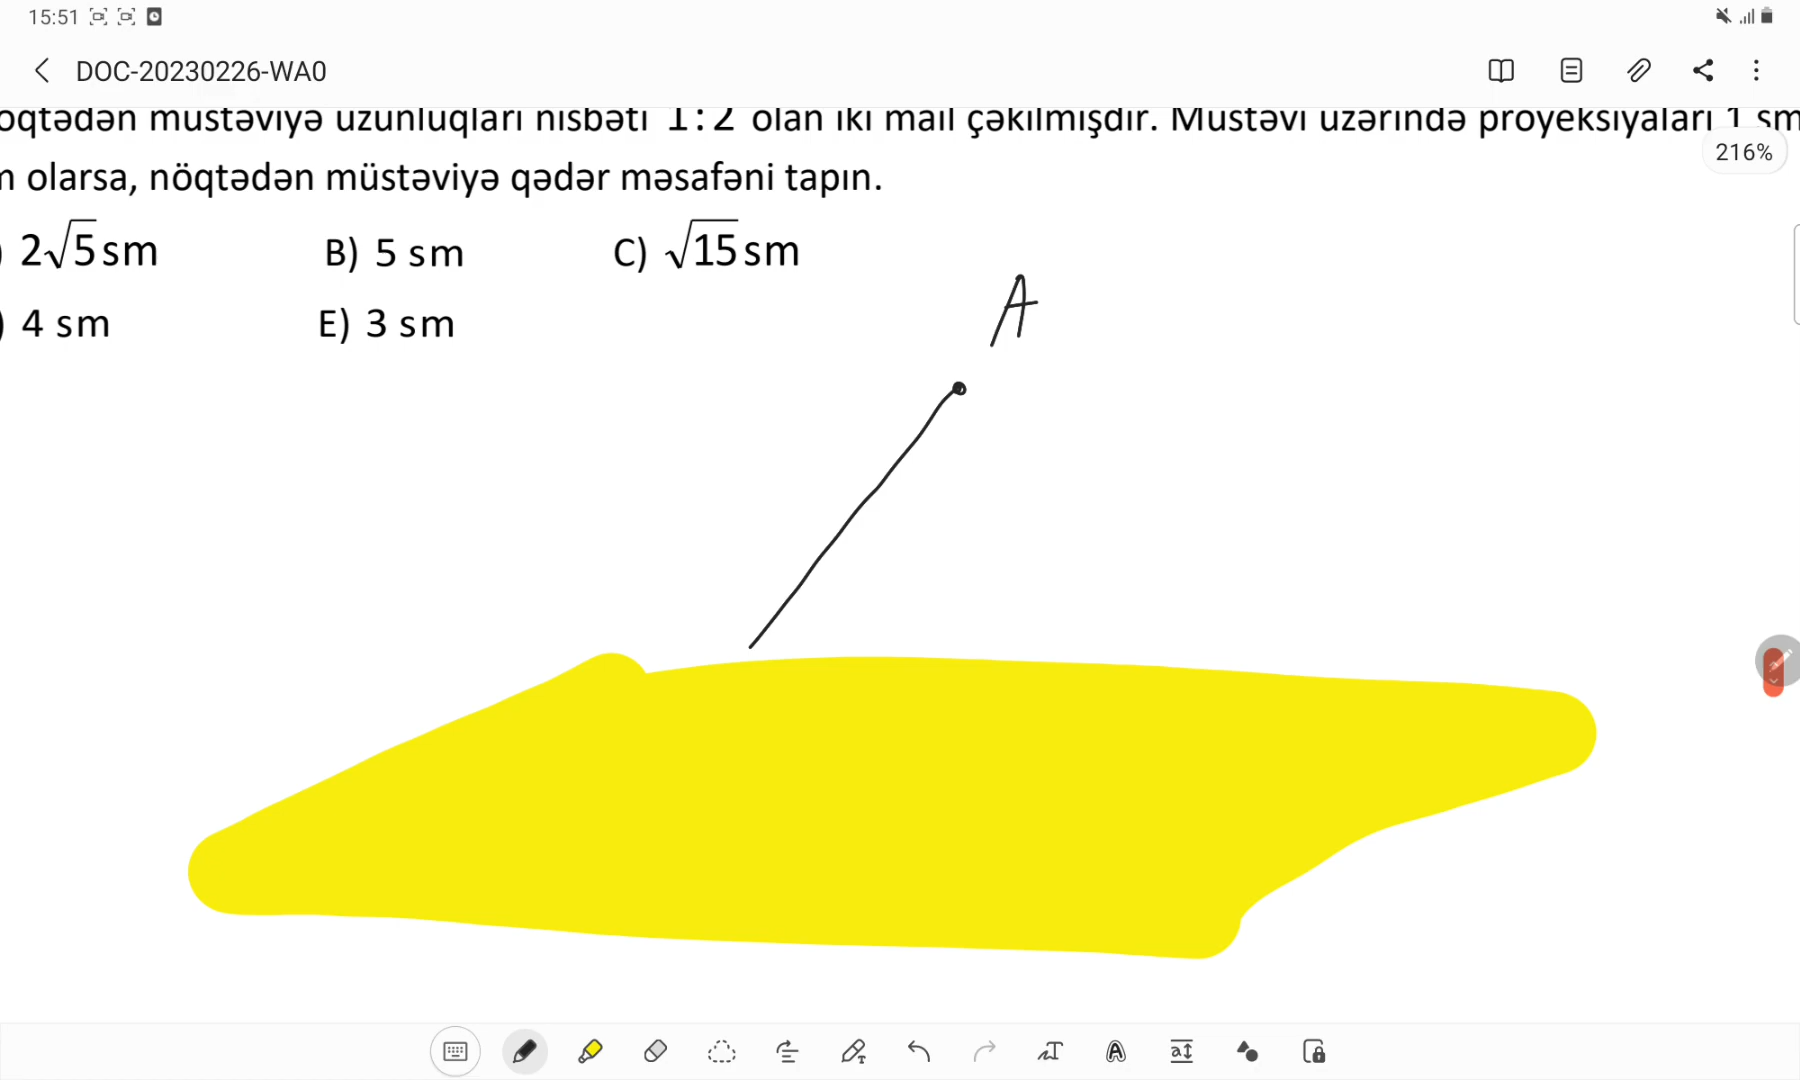 15:51
DOC-20230226-WA0
216%
oqtədən müstəviyə uzunluqları nisbəti 1:2 olan iki mail çəkilmişdir. Müstəvi üzərində proyeksiyaları 1 sm
olarsa, nöqtədən müstəviyə qədər məsafəni tapın.
) 2√5 sm B) 5 sm C) √15 sm
) 4 sm E) 3 sm
A